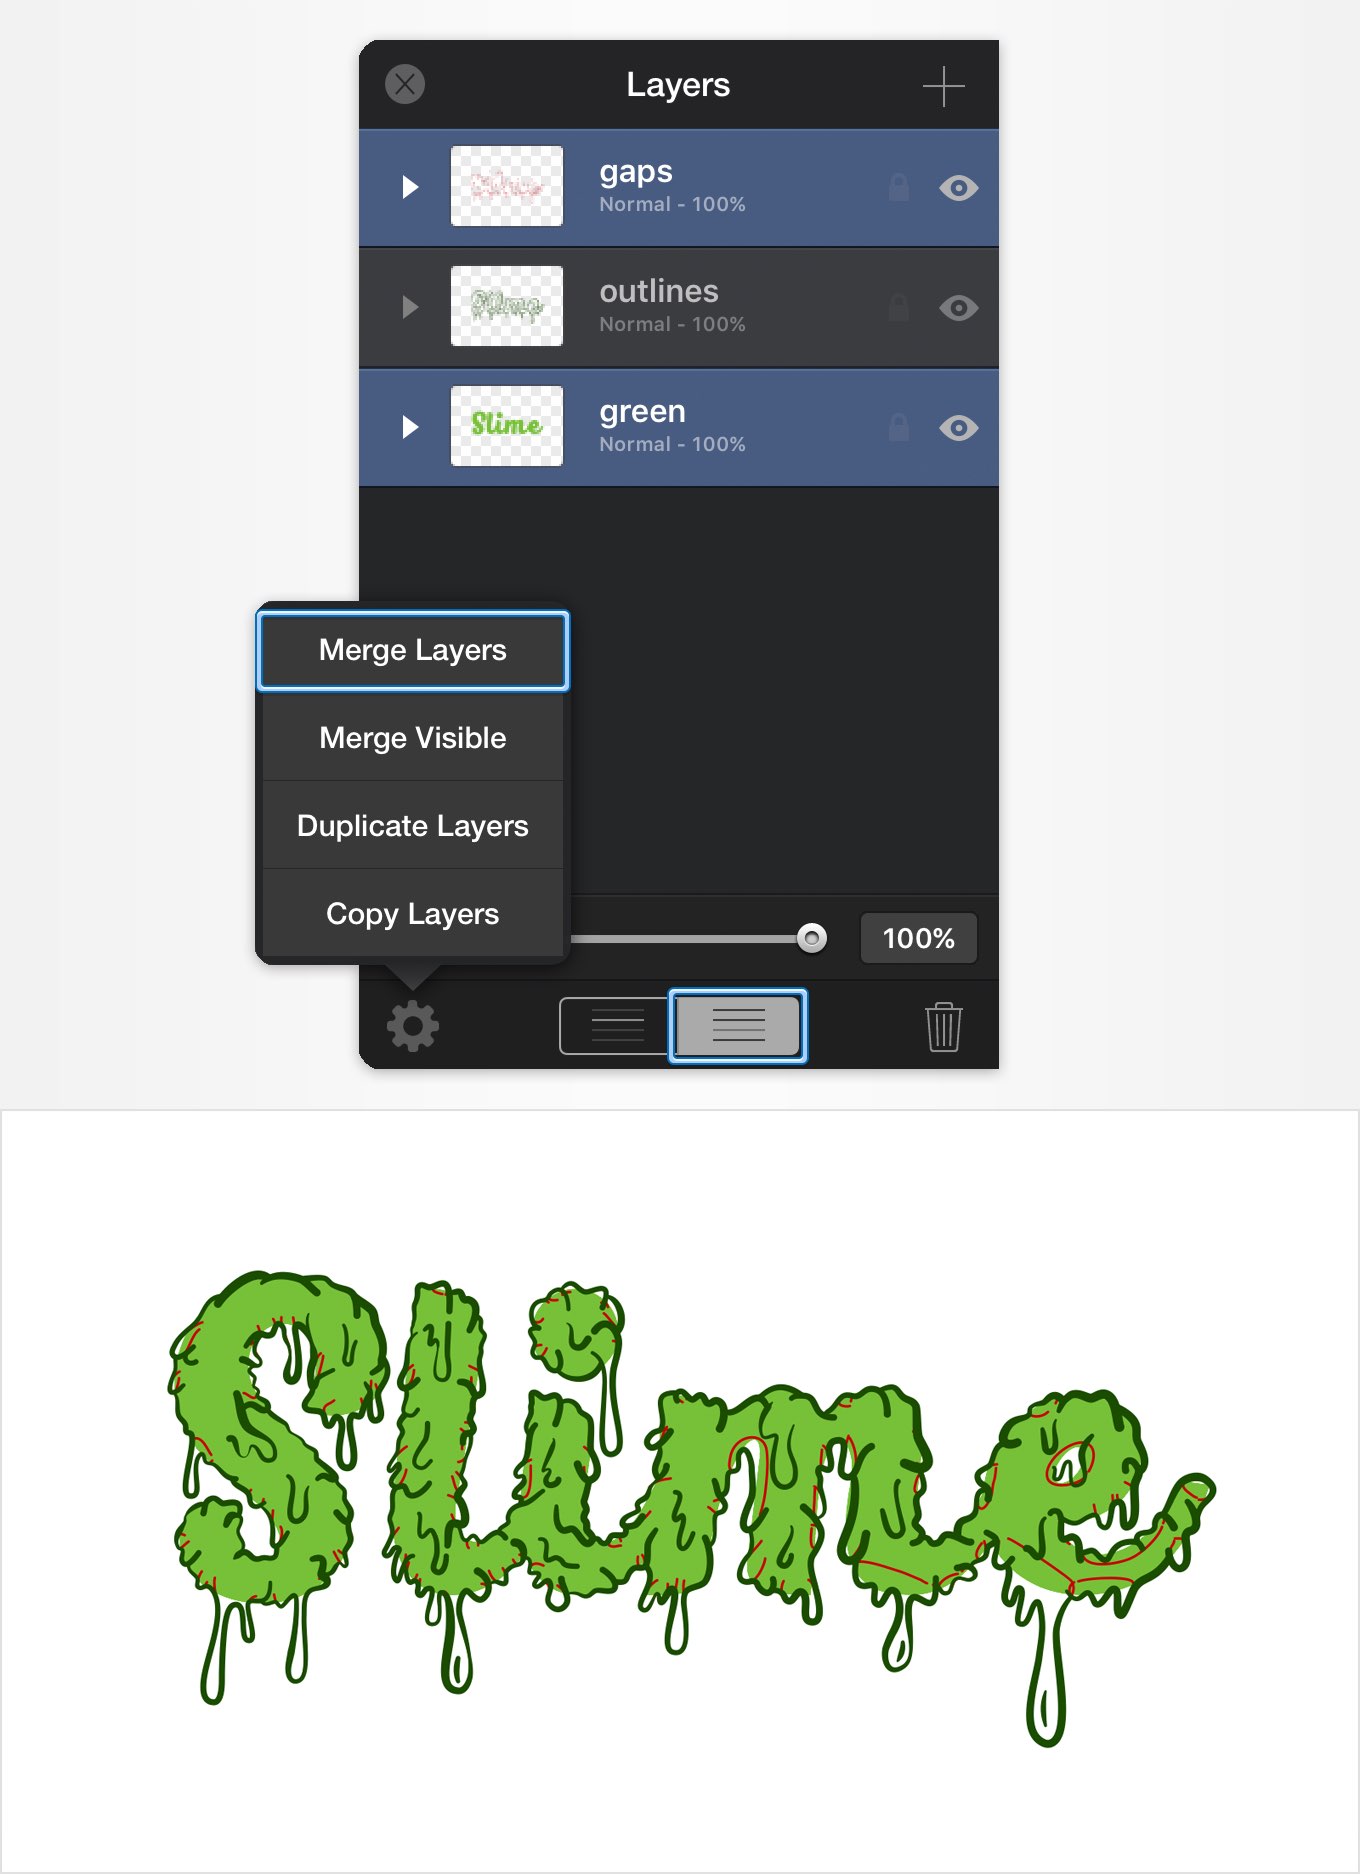 Layers
gaps
Normal - 100%
outlines
Normal - 100%
Slime
green
Normal - 100%
Merge Layers
Merge Visible
Duplicate Layers
Copy Layers
100%
Slime